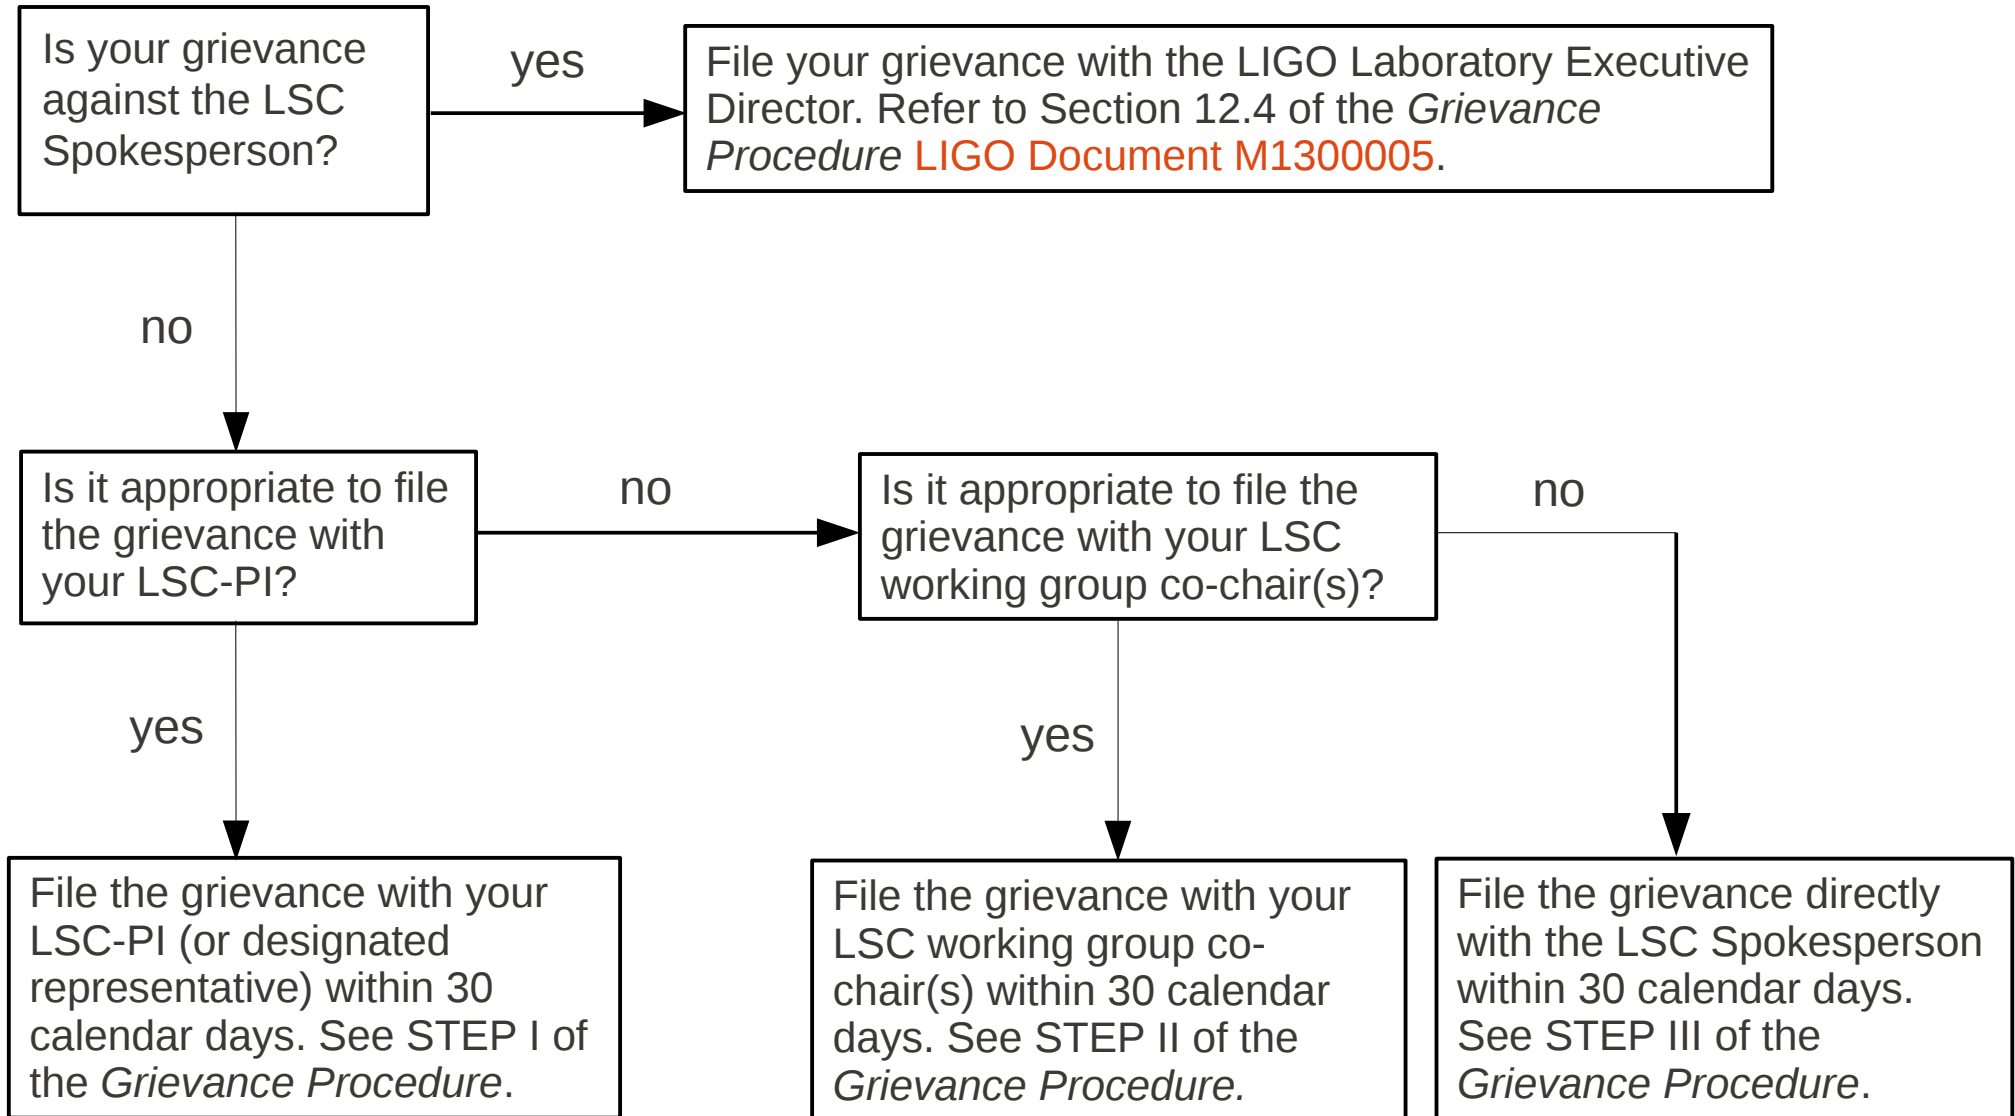 Is your grievance
against the LSC
Spokesperson?
yes
File your grievance with the LIGO Laboratory Executive
Director. Refer to Section 12.4 of the Grievance
Procedure LIGO Document M1300005.
no
Is it appropriate to file
the grievance with
your LSC-PI?
no
Is it appropriate to file the
grievance with your LSC
working group co-chair(s)?
no
yes
yes
File the grievance with your
LSC-PI (or designated
representative) within 30
calendar days. See STEP I of
the Grievance Procedure.
File the grievance with your
LSC working group co-
chair(s) within 30 calendar
days. See STEP II of the
Grievance Procedure.
File the grievance directly
with the LSC Spokesperson
within 30 calendar days.
See STEP III of the
Grievance Procedure.